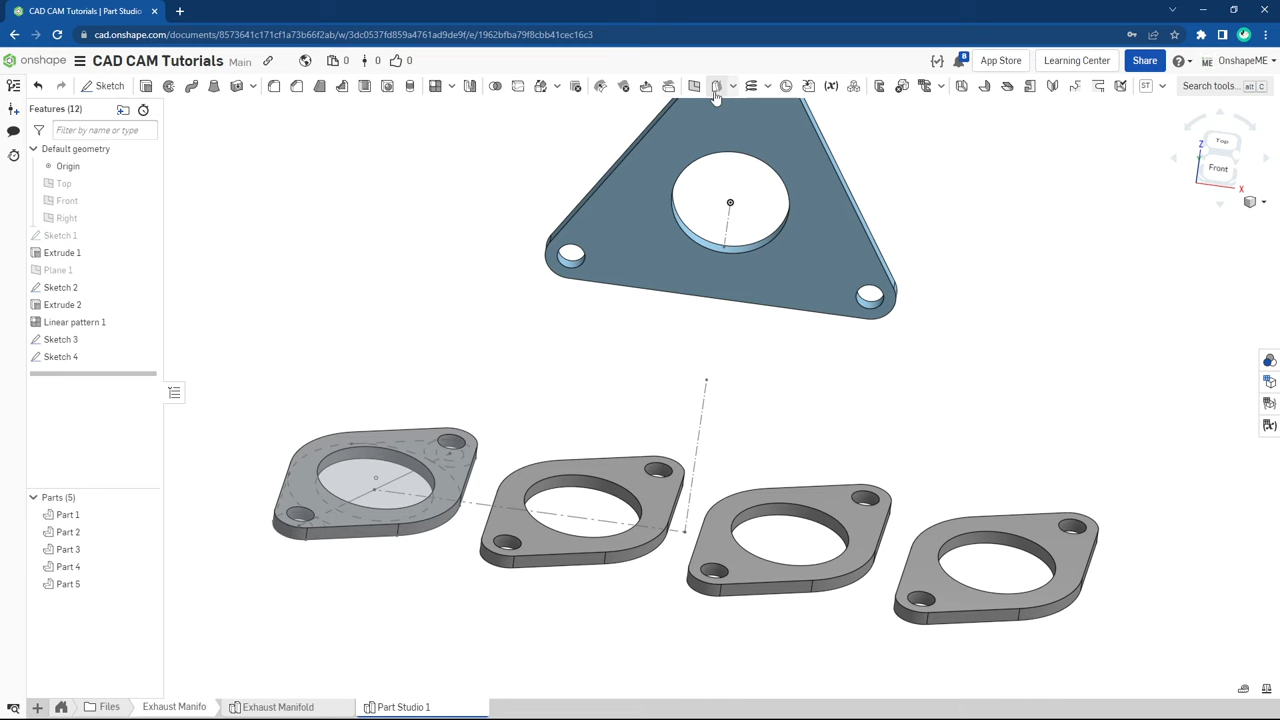 CAD CAM Tutorials | Part Studio
cad.onshape.com/documents/8573641c171cf1a73b66f2ab/w/3dc0537fd859a4761ad9de9f/e/1962bfba79f8cbb41cec16c3
onshape CAD CAM Tutorials Main 0 0 0 8 App Store Share Learning Center ME OnshapeME
Sketch (x) ST Search tools... alt C
Features (12)
Filter by name or type
Default geometry
Origin
Top
Front
Right
Sketch 1
Extrude 1
Plane 1
Sketch 2
Extrude 2
Linear pattern 1
Sketch 3
Sketch 4
Parts (5)
Part 1
Part 2
Part 3
Part 4
Part 5
Top
Front
Z
X
Files Exhaust Manifo Exhaust Manifold Part Studio 1